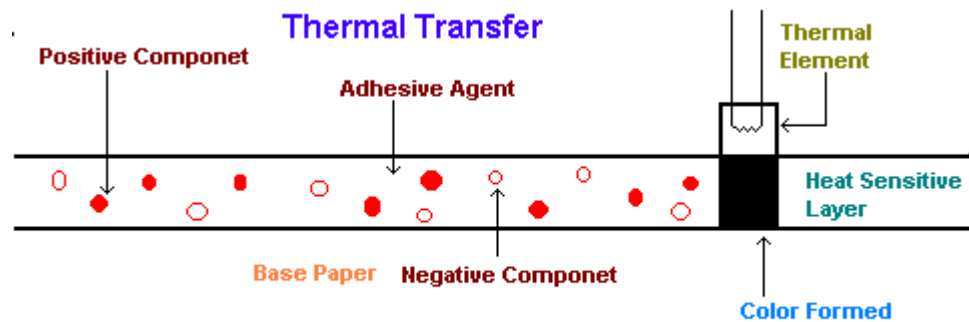 Thermal Transfer
Positive Componet
Adhesive Agent
Thermal
Element
Heat Sensitive
Layer
Base Paper
Negative Componet
Color Formed